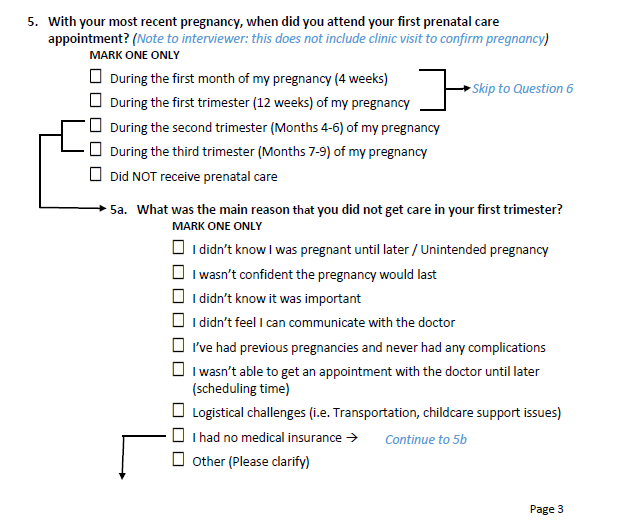 5. With your most recent pregnancy, when did you attend your first prenatal care
appointment? (Note to interviewer: this does not include clinic visit to confirm pregnancy)
MARK ONE ONLY
During the first month of my pregnancy (4 weeks)
During the first trimester (12 weeks) of my pregnancy
Skip to Question 6
During the second trimester (Months 4-6) of my pregnancy
During the third trimester (Months 7-9) of my pregnancy
Did NOT receive prenatal care
5a. What was the main reason that you did not get care in your first trimester?
MARK ONE ONLY
I didn’t know I was pregnant until later / Unintended pregnancy
I wasn’t confident the pregnancy would last
I didn’t know it was important
I didn’t feel I can communicate with the doctor
I’ve had previous pregnancies and never had any complications
I wasn’t able to get an appointment with the doctor until later
(scheduling time)
Logistical challenges (i.e. Transportation, childcare support issues)
I had no medical insurance → Continue to 5b
Other (Please clarify)
Page 3